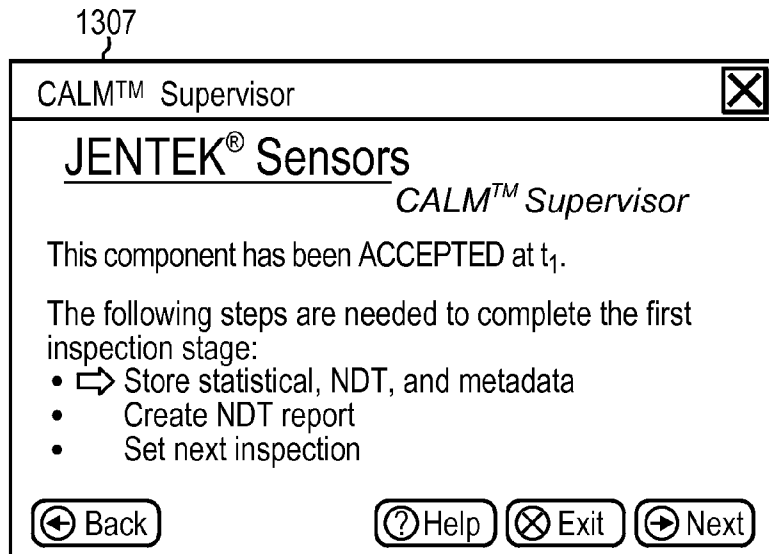 1307
CALM™ Supervisor
JENTEK® Sensors
CALM™ Supervisor
This component has been ACCEPTED at t₁.
The following steps are needed to complete the first
inspection stage:
• ⇨ Store statistical, NDT, and metadata
• Create NDT report
• Set next inspection
Back Help Exit Next